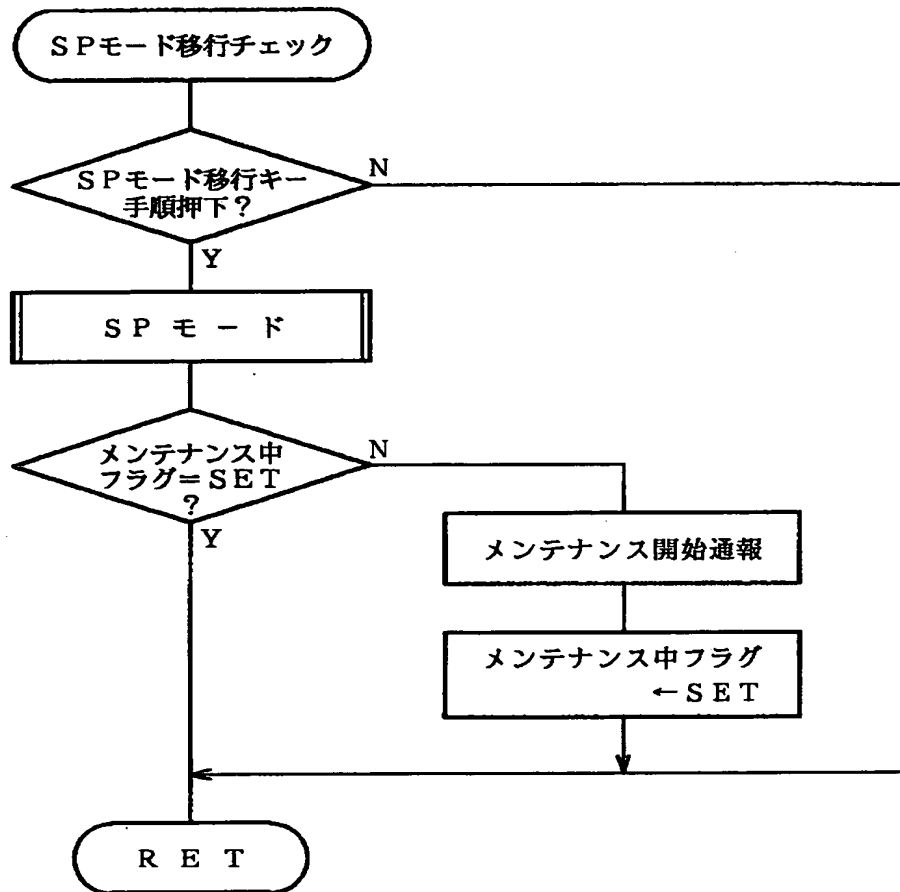 SPモード移行チェック
SPモード移行キー
手順押下?
N
Y
SPモード
メンテナンス中
フラグ=SET
?
N
Y
メンテナンス開始通報
メンテナンス中フラグ
←SET
RET